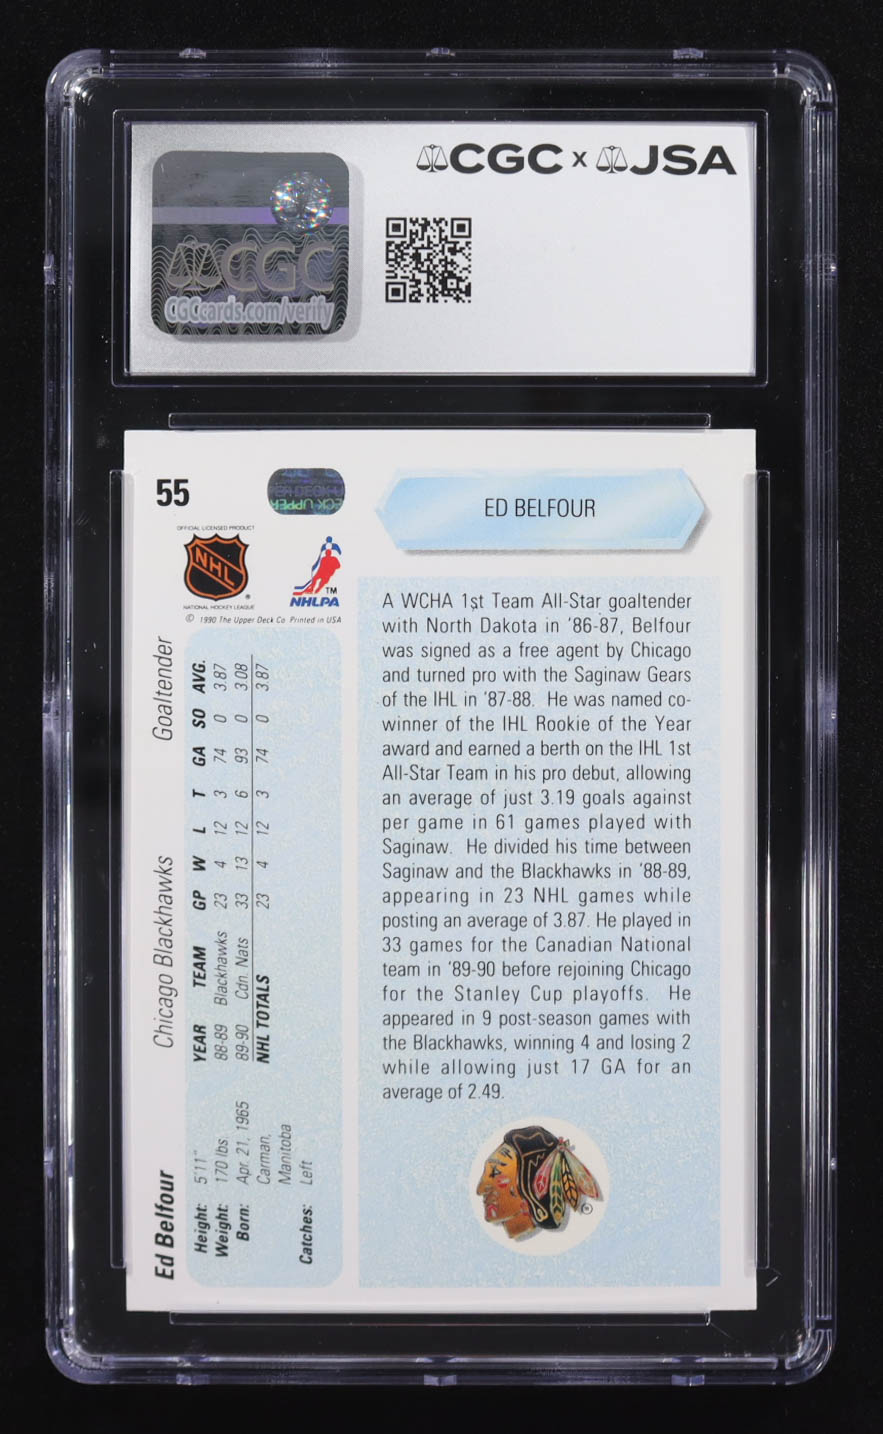 CGC x JSA
CGC
CGCcards.com/verify
55
ED BELFOUR
OFFICIAL LICENSED PRODUCT
NHL
NATIONAL HOCKEY LEAGUE
NHLPA
TM
© 1990 The Upper Deck Co. Printed in USA
A WCHA 1st Team All-Star goaltender
with North Dakota in '86-87, Belfour
was signed as a free agent by Chicago
and turned pro with the Saginaw Gears
of the IHL in '87-88. He was named co-
winner of the IHL Rookie of the Year
award and earned a berth on the IHL 1st
All-Star Team in his pro debut, allowing
an average of just 3.19 goals against
per game in 61 games played with
Saginaw. He divided his time between
Saginaw and the Blackhawks in '88-89,
appearing in 23 NHL games while
posting an average of 3.87. He played in
33 games for the Canadian National
team in '89-90 before rejoining Chicago
for the Stanley Cup playoffs. He
appeared in 9 post-season games with
the Blackhawks, winning 4 and losing 2
while allowing just 17 GA for an
average of 2.49.
Ed Belfour Chicago Blackhawks Goaltender
Height: 5'11"
Weight: 170 lbs.
Born: Apr. 21, 1965
Carman,
Manitoba
Catches: Left
YEAR TEAM GP W L T GA SO AVG.
88-89 Blackhawks 23 4 12 3 74 0 3.87
89-90 Cdn. Nats 33 13 12 6 93 0 3.08
NHL TOTALS 23 4 12 3 74 0 3.87